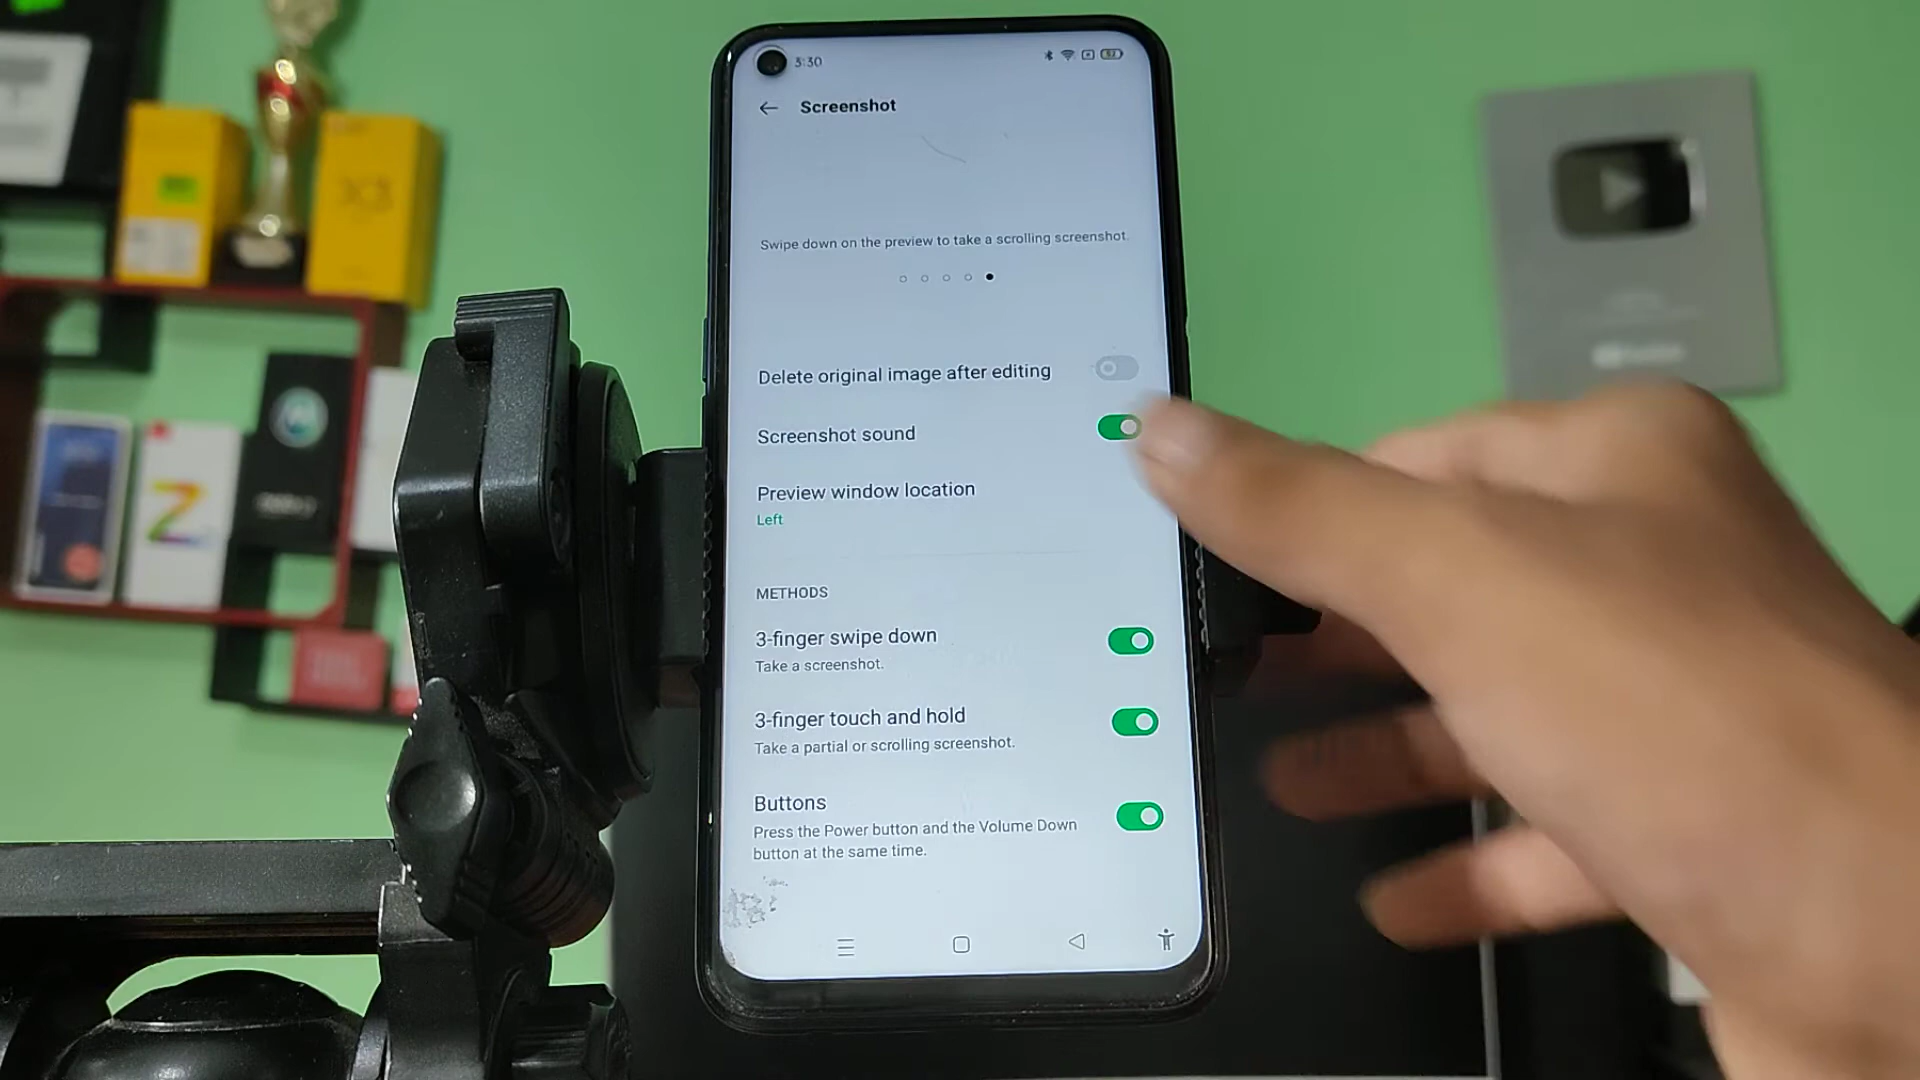 3:30
Screenshot
Swipe down on the preview to take a scrolling screenshot.
Delete original image after editing
Screenshot sound
Preview window location
Left
METHODS
3-finger swipe down
Take a screenshot.
3-finger touch and hold
Take a partial or scrolling screenshot.
Buttons
Press the Power button and the Volume Down
button at the same time.
X3
Z